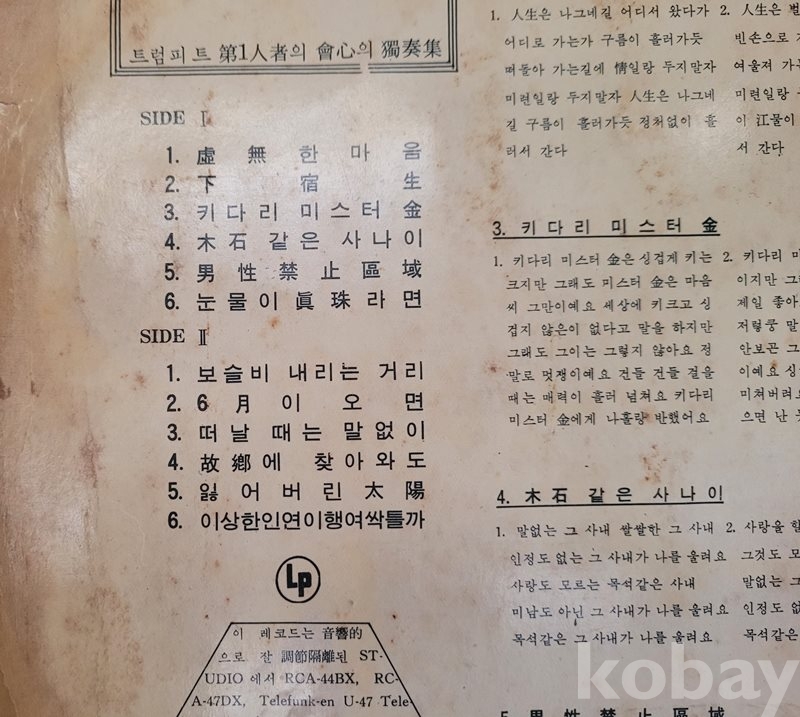 트럼피트 第1人者의 會心의 獨奏集
SIDE Ⅰ
1. 虛無한마음
2. 下宿生
3. 키다리 미스터 金
4. 木石 같은 사나이
5. 男性禁止區域
6. 눈물이 眞珠라면
SIDE Ⅱ
1. 보슬비 내리는 거리
2. 6月이 오면
3. 떠날 때는 말없이
4. 故鄕에 찾아와도
5. 잃어버린 太陽
6. 이상한인연이행여싹틀까
Lp
이 레코드는 音響的
으로 잘 調節隔離된 ST-
UDIO에서 RCA-44BX, RC-
A-47DX, Telefunk-en U-47 Tele-
1. 人生은 나그네길 어디서 왔다가
어디로 가는가 구름이 흘러가듯
떠돌아 가는길에 情일랑 두지말자
미련일랑 두지말자 人生은 나그네
길 구름이 흘러가듯 정처없이 흘
러서 간다
2. 人生은 벌
빈손으로
여울져 가
미련일랑
이 江물이
서 간다
3. 키다리 미스터 金
1. 키다리 미스터 金은싱겁게 키는
크지만 그래도 미스터 金은 마음
씨 그만이예요 세상에 키크고 싱
겁지 않은이 없다고 말을 하지만
그래도 그이는 그렇지 않아요 정
말로 멋쟁이예요 건들 건들 걸을
때는 매력이 흘러 넘쳐요 키다리
미스터 金에게 나홀랑 반했어요
2. 키다리
이지만 그
제일 좋아
저렇쿵 말
안보곤 그
이예요 싱
미쳐버려요
으면 난
4. 木石 같은 사나이
1. 말없는 그 사내 쌀쌀한 그 사내
인정도 없는 그 사내가 나를 울려요
사랑도 모르는 목석같은 사내
미남도 아닌 그 사내가 나를 울려요
목석같은 그 사내가 나를 울려요
2. 사랑을 할
그것도 모
말없는 그
인정도 없
목석같은
5. 男性禁止區域
kobay